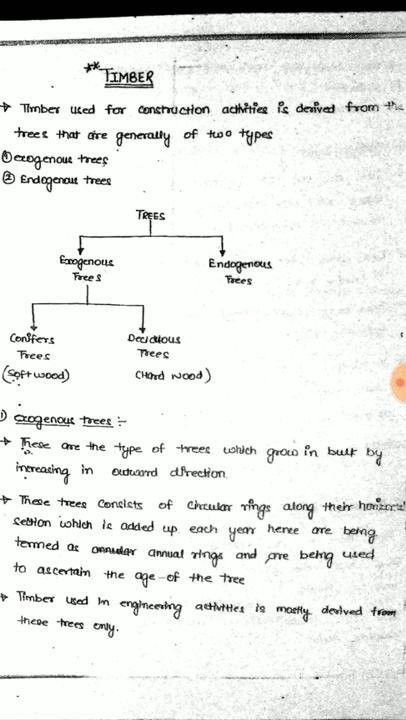 ** TIMBER
→ Timber used for construction activities is derived from the
trees that are generally of two types
① exogenous trees
② Endogenous trees
TREES
Exogenous Trees
Endogenous Trees
Conifers Trees (Soft wood)
Deciduous Trees (Hard wood)
1) exogenous trees :-
→ These are the type of trees which grow in bulk by
increasing in outward direction.
→ These trees consists of circular rings along their horizontal
section which is added up each year hence are being
termed as annular annual rings and are being used
to ascertain the age of the tree
→ Timber used in engineering activities is mostly derived from
these trees only.